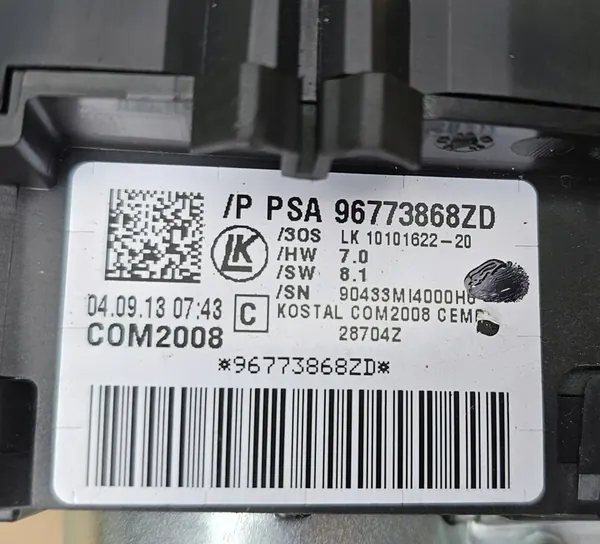 /P PSA 96773868ZD
/SOS LK 10101622-20
/HW 7.0
/SW 8.1
/SN 90433MI4000H
LK
04.09.13 07:43 C KOSTAL COM2008 CEM
COM2008 28704Z
*96773868ZD*